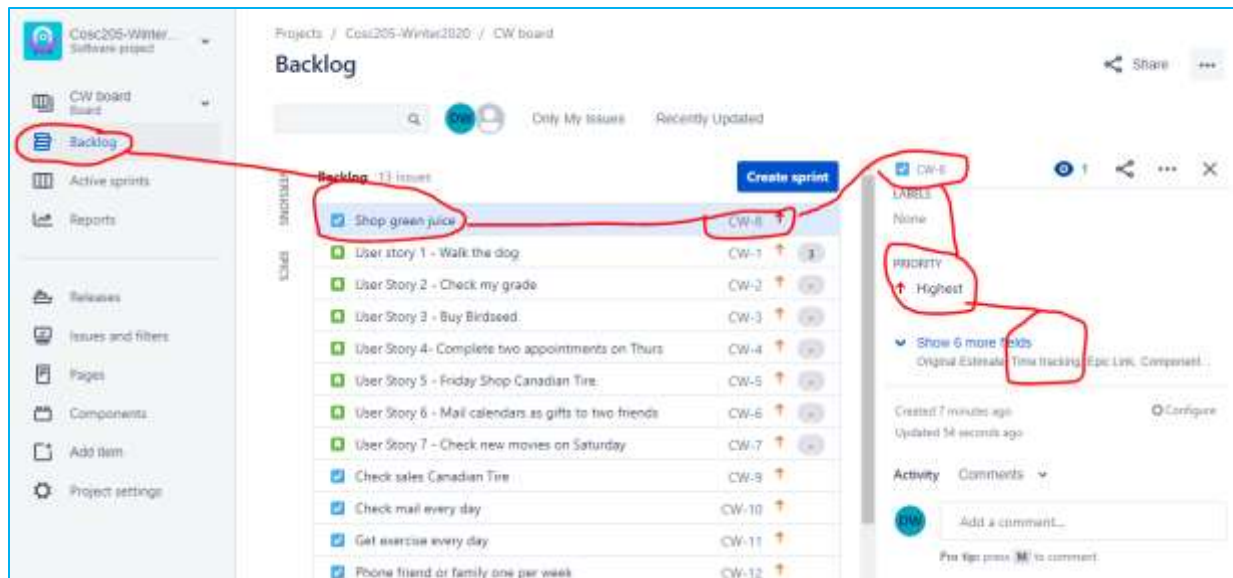 Cosc205-Winter...
Software project
CW board
Board
Backlog
Active sprints
Reports
Releases
Issues and filters
Pages
Components
Add item
Project settings
Projects / Cosc205-Winter2020 / CW board
Backlog
Share
DW
Only My Issues
Recently Updated
VERSIONS
EPICS
Backlog 13 issues
Create sprint
Shop green juice CW-8
User story 1 - Walk the dog CW-1 3
User Story 2 - Check my grade CW-2 -
User Story 3 - Buy Birdseed CW-3 -
User Story 4- Complete two appointments on Thurs CW-4 -
User Story 5 - Friday Shop Canadian Tire CW-5 -
User Story 6 - Mail calendars as gifts to two friends CW-6 -
User Story 7 - Check new movies on Saturday CW-7 -
Check sales Canadian Tire CW-9
Check mail every day CW-10
Get exercise every day CW-11
Phone friend or family one per week CW-12
CW-8
1
LABELS
None
PRIORITY
Highest
Show 6 more fields
Original Estimate, Time tracking, Epic Link, Component...
Created 7 minutes ago
Updated 54 seconds ago
Configure
Activity Comments
DW
Add a comment...
Pro tip: press M to comment